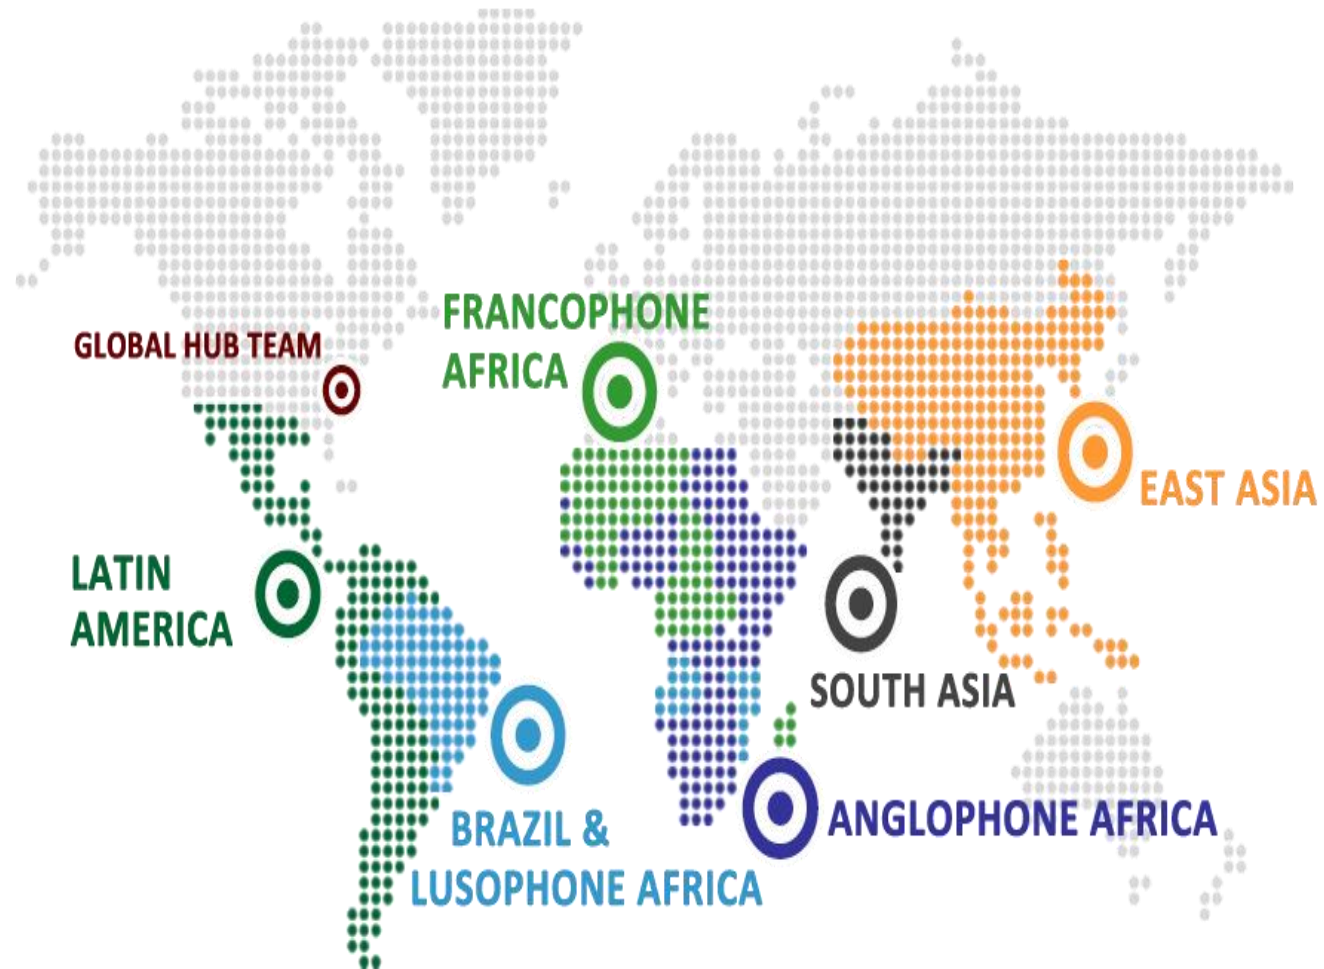 FRANCOPHONE
AFRICA
GLOBAL HUB TEAM
EAST ASIA
LATIN
AMERICA
SOUTH ASIA
BRAZIL &
LUSOPHONE AFRICA
ANGLOPHONE AFRICA